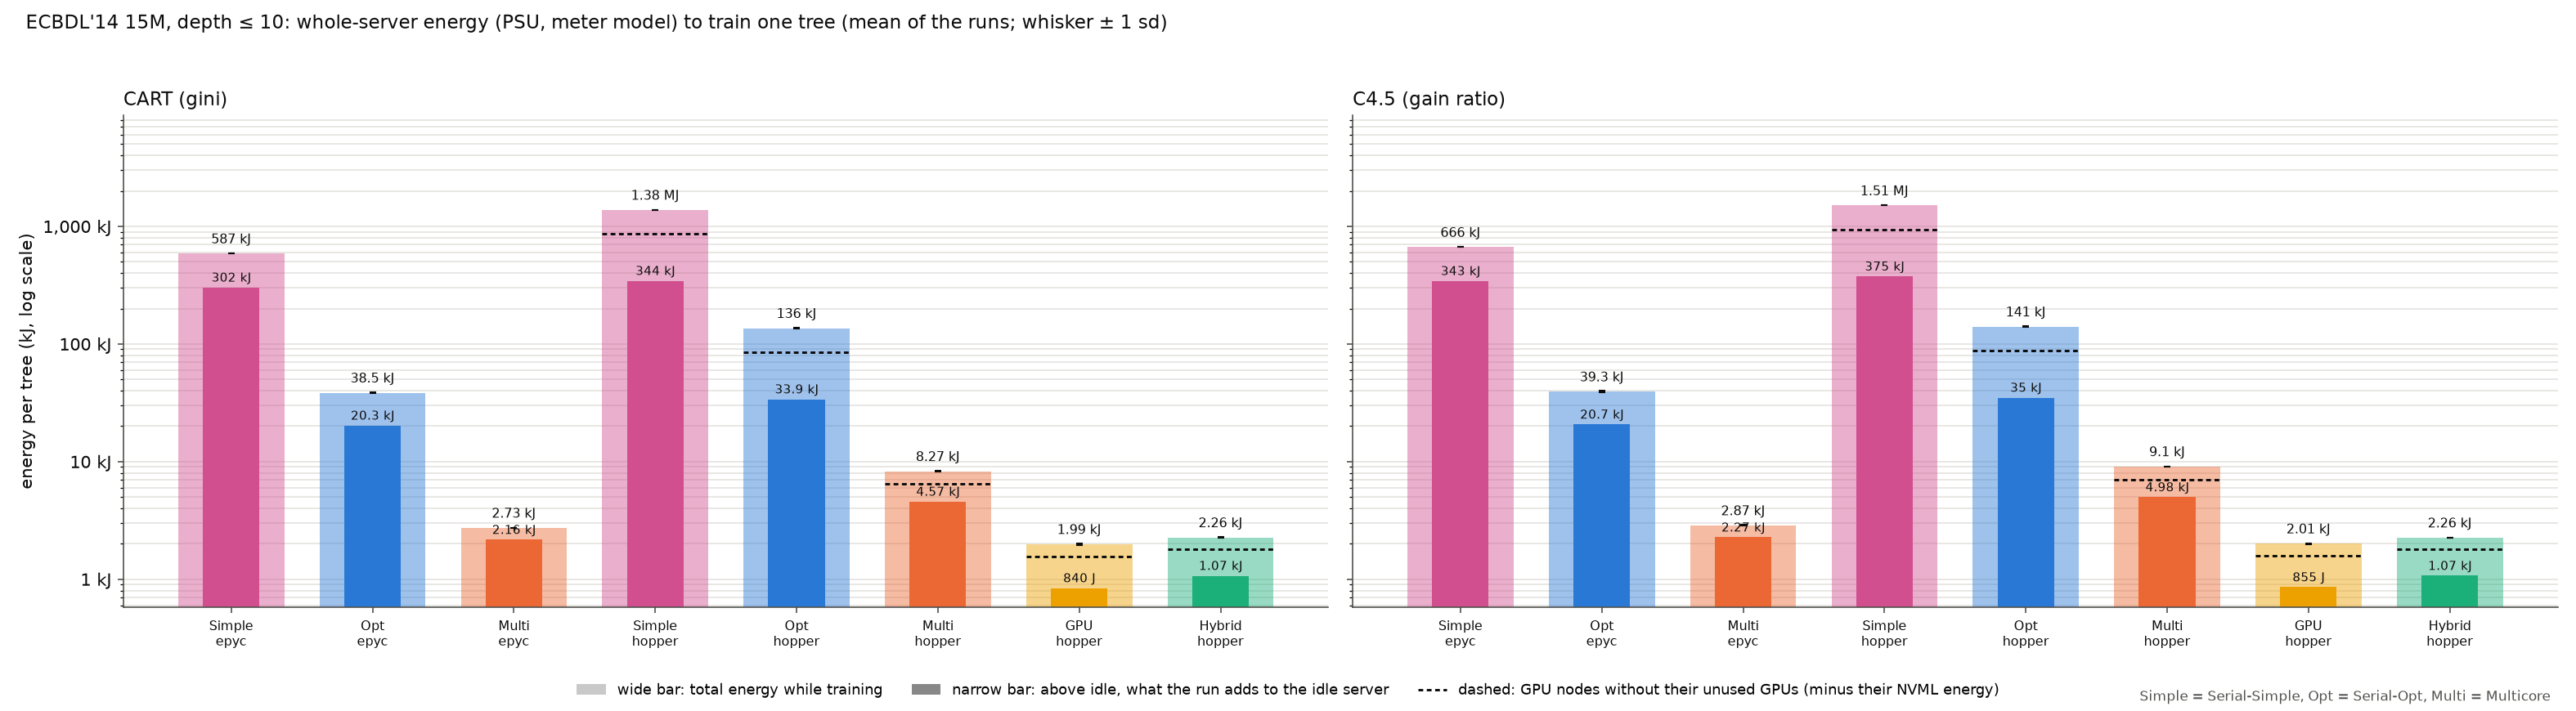 ECBDL'14 15M, depth ≤ 10: whole-server energy (PSU, meter model) to train one tree (mean of the runs; whisker ± 1 sd)
CART (gini)
energy per tree (kJ, log scale)
1,000 kJ
100 kJ
10 kJ
1 kJ
587 kJ
302 kJ
38.5 kJ
20.3 kJ
2.73 kJ
2.16 kJ
1.38 MJ
344 kJ
136 kJ
33.9 kJ
8.27 kJ
4.57 kJ
1.99 kJ
840 J
2.26 kJ
1.07 kJ
Simple
epyc
Opt
epyc
Multi
epyc
Simple
hopper
Opt
hopper
Multi
hopper
GPU
hopper
Hybrid
hopper
C4.5 (gain ratio)
666 kJ
343 kJ
39.3 kJ
20.7 kJ
2.87 kJ
2.27 kJ
1.51 MJ
375 kJ
141 kJ
35 kJ
9.1 kJ
4.98 kJ
2.01 kJ
855 J
2.26 kJ
1.07 kJ
Simple
epyc
Opt
epyc
Multi
epyc
Simple
hopper
Opt
hopper
Multi
hopper
GPU
hopper
Hybrid
hopper
wide bar: total energy while training
narrow bar: above idle, what the run adds to the idle server
dashed: GPU nodes without their unused GPUs (minus their NVML energy)
Simple = Serial-Simple, Opt = Serial-Opt, Multi = Multicore